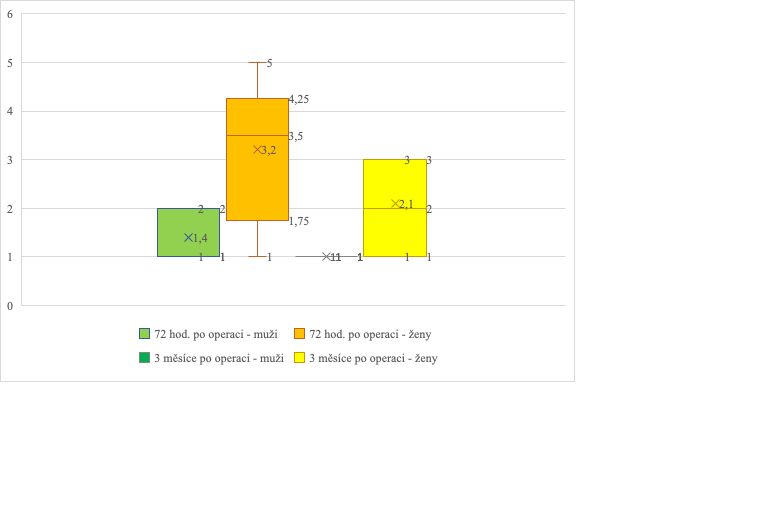 6
5 5
4,25
4
3,5
3,2
3 3 3
2,1
2 2 2 2
1,75
1,4
1 1 1 1 11 1 1 1
0
72 hod. po operaci - muži 72 hod. po operaci - ženy
3 měsíce po operaci - muži 3 měsíce po operaci - ženy